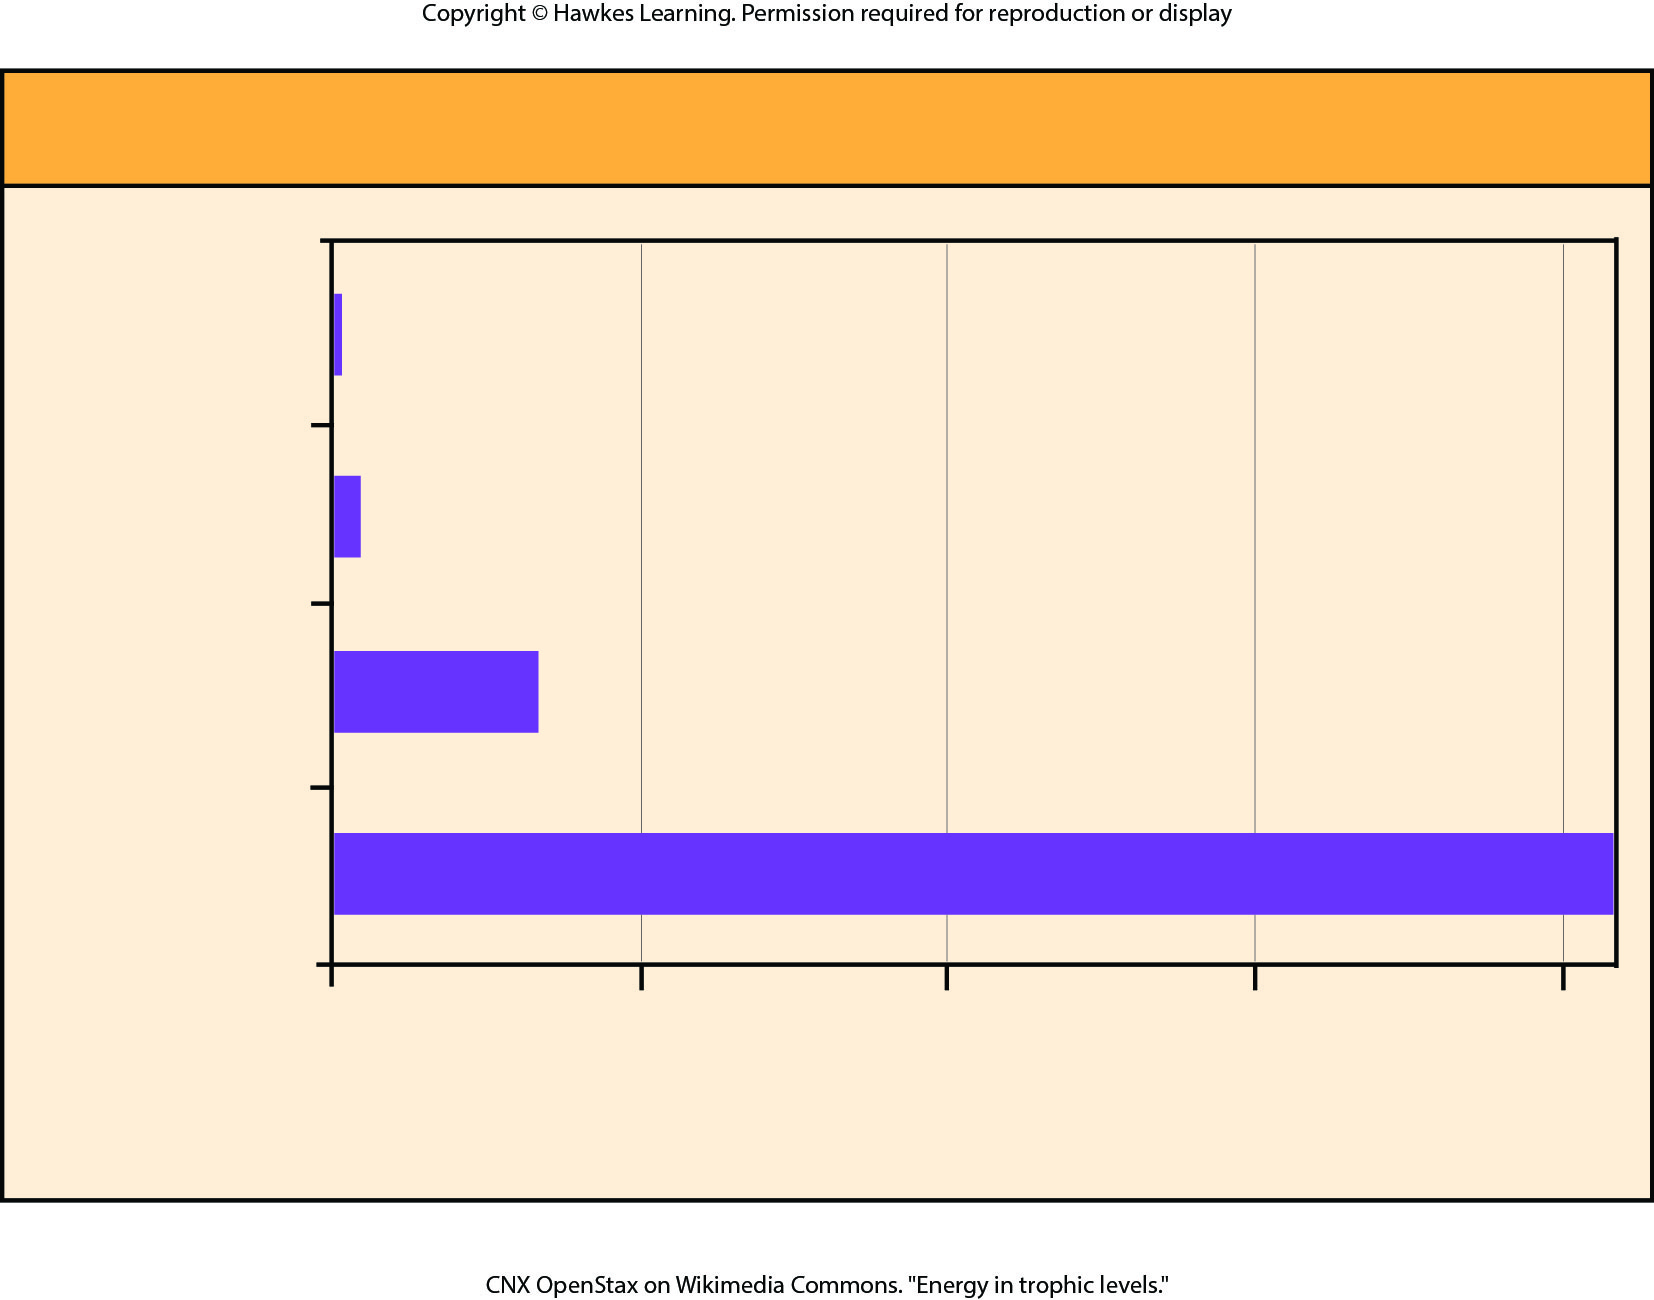 Copyright © Hawkes Learning. Permission required for reproduction or display
CNX OpenStax on Wikimedia Commons. "Energy in trophic levels."